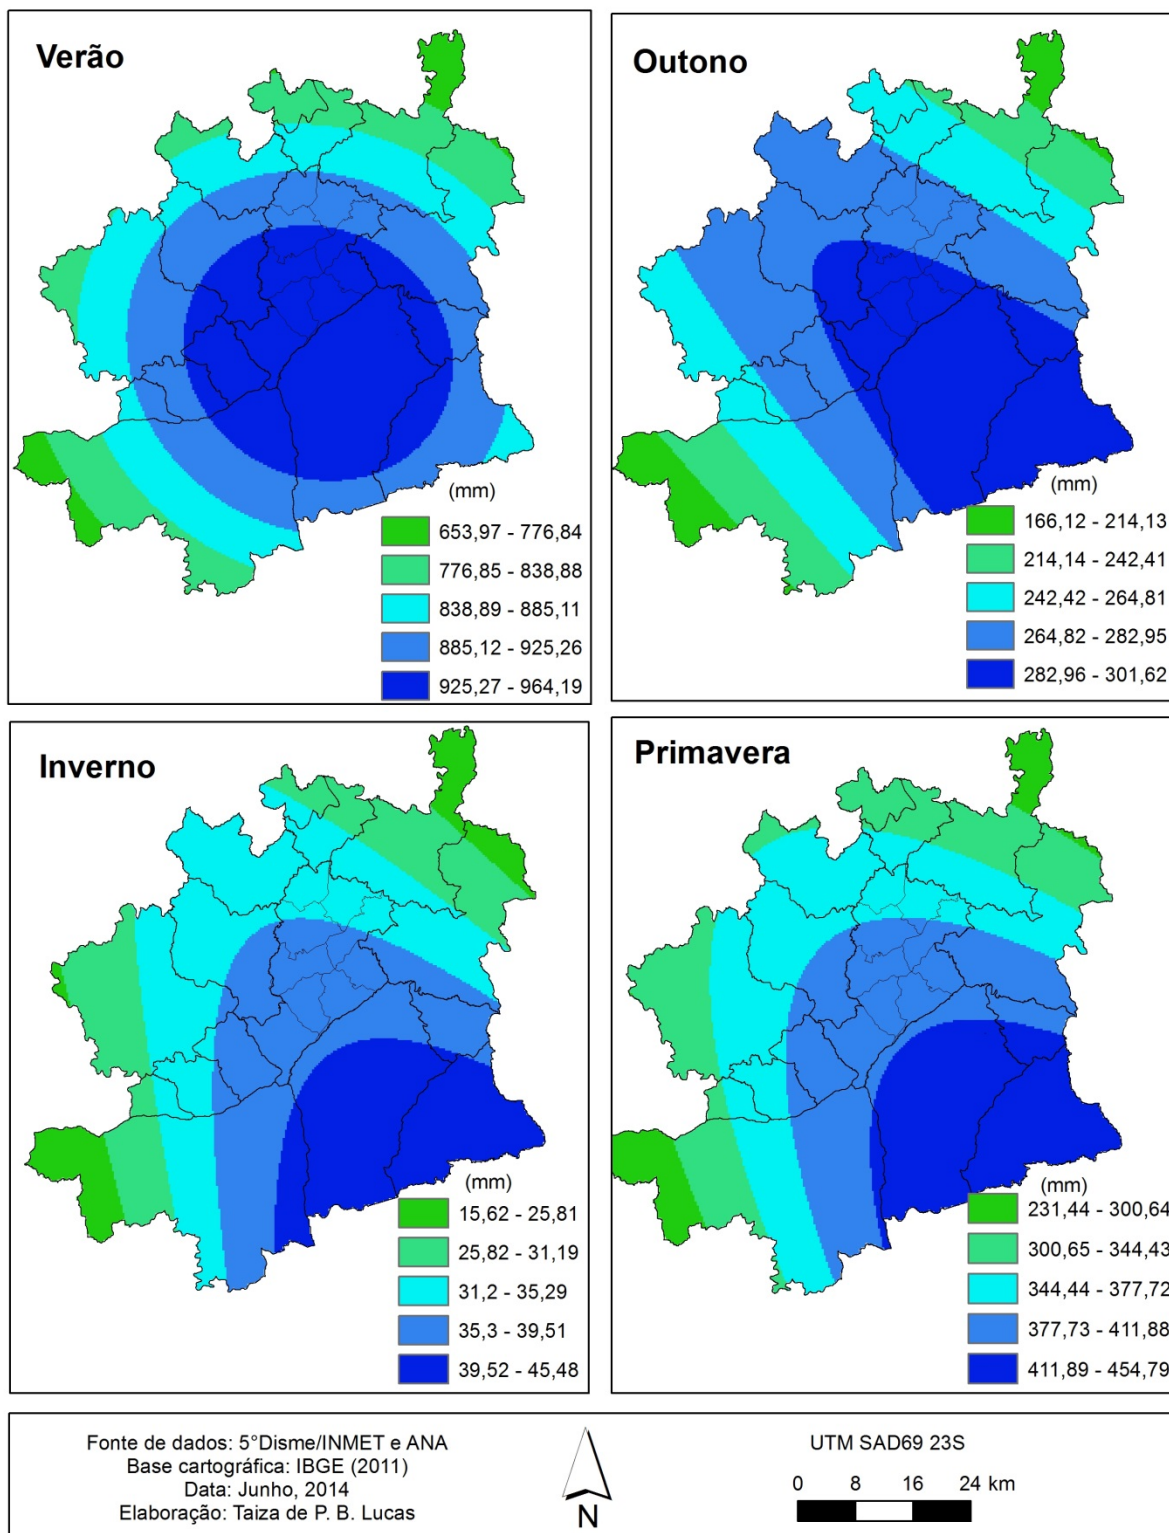 Verão
(mm)
653,97 - 776,84
776,85 - 838,88
838,89 - 885,11
885,12 - 925,26
925,27 - 964,19
Outono
(mm)
166,12 - 214,13
214,14 - 242,41
242,42 - 264,81
264,82 - 282,95
282,96 - 301,62
Inverno
(mm)
15,62 - 25,81
25,82 - 31,19
31,2 - 35,29
35,3 - 39,51
39,52 - 45,48
Primavera
(mm)
231,44 - 300,64
300,65 - 344,43
344,44 - 377,72
377,73 - 411,88
411,89 - 454,79
Fonte de dados: 5°Disme/INMET e ANA
Base cartográfica: IBGE (2011)
Data: Junho, 2014
Elaboração: Taiza de P. B. Lucas
N
UTM SAD69 23S
0 8 16 24 km